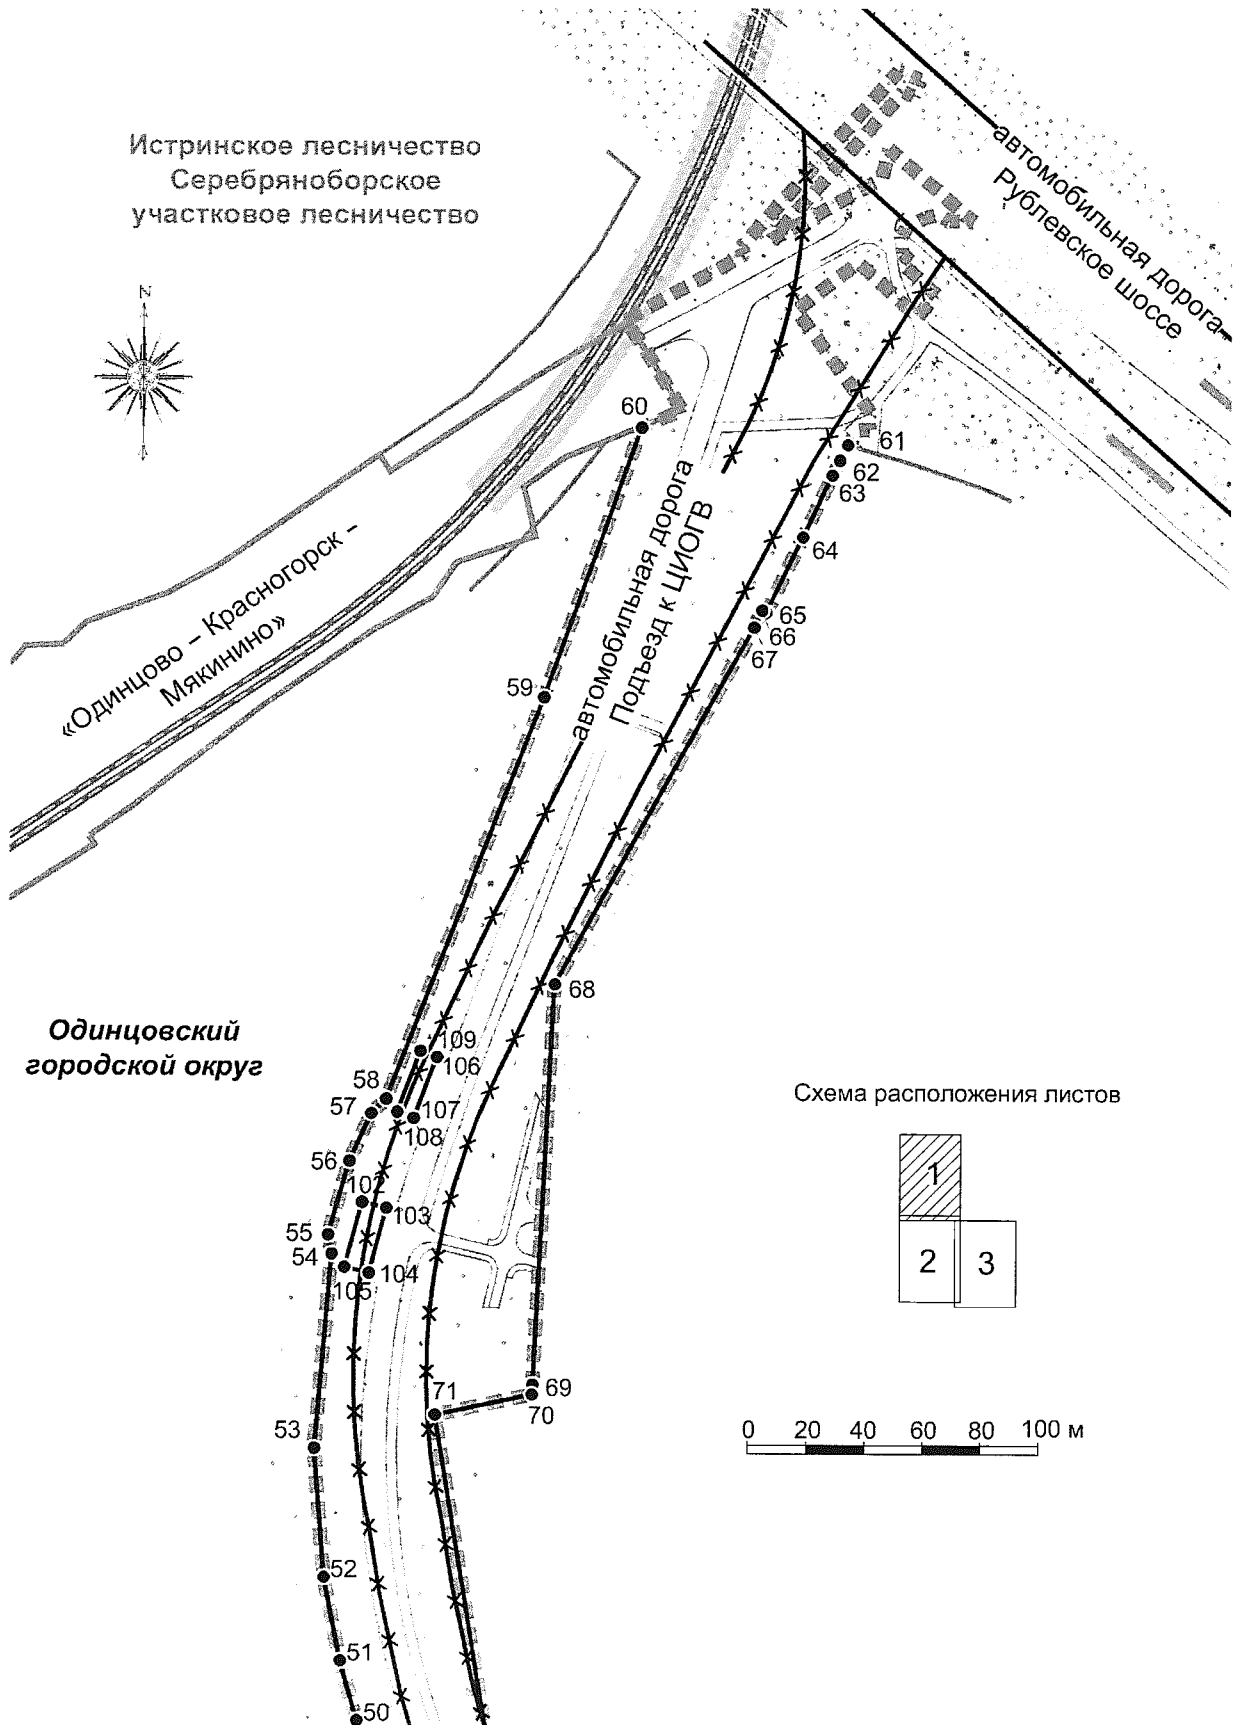 Истринское лесничество
Серебряноборское
участковое лесничество
автомобильная дорога
Рублевское шоссе
N
60
61
62
63
64
65
66
67
автомобильная дорога
Подъезд к ЦИОГВ
«Одинцово – Красногорск –
Мякинино»
59
68
Одинцовский
городской округ
109
106
58
57
107
108
56
102
103
55
54
105
104
Схема расположения листов
1
2
3
71
69
70
53
0 20 40 60 80 100 м
52
51
50